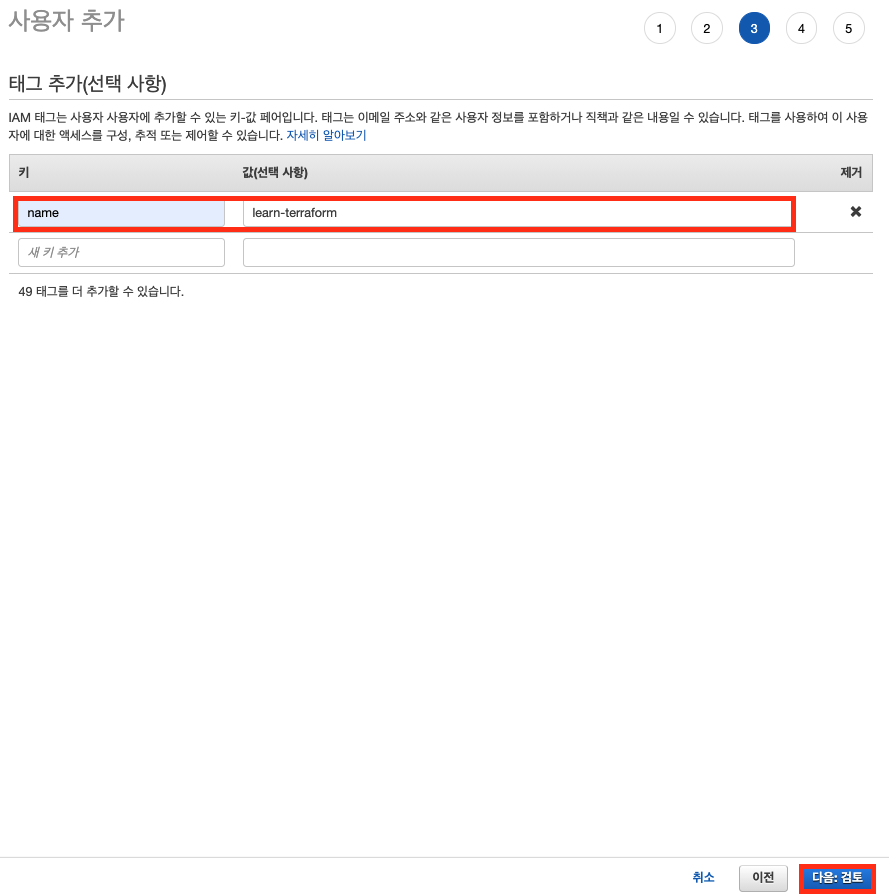 사용자 추가
1 2 3 4 5
태그 추가(선택 사항)
IAM 태그는 사용자 사용자에 추가할 수 있는 키-값 페어입니다. 태그는 이메일 주소와 같은 사용자 정보를 포함하거나 직책과 같은 내용일 수 있습니다. 태그를 사용하여 이 사용
자에 대한 액세스를 구성, 추적 또는 제어할 수 있습니다. 자세히 알아보기
키 값(선택 사항) 제거
name learn-terraform ✖
새 키 추가
49 태그를 더 추가할 수 있습니다.
취소 이전 다음: 검토